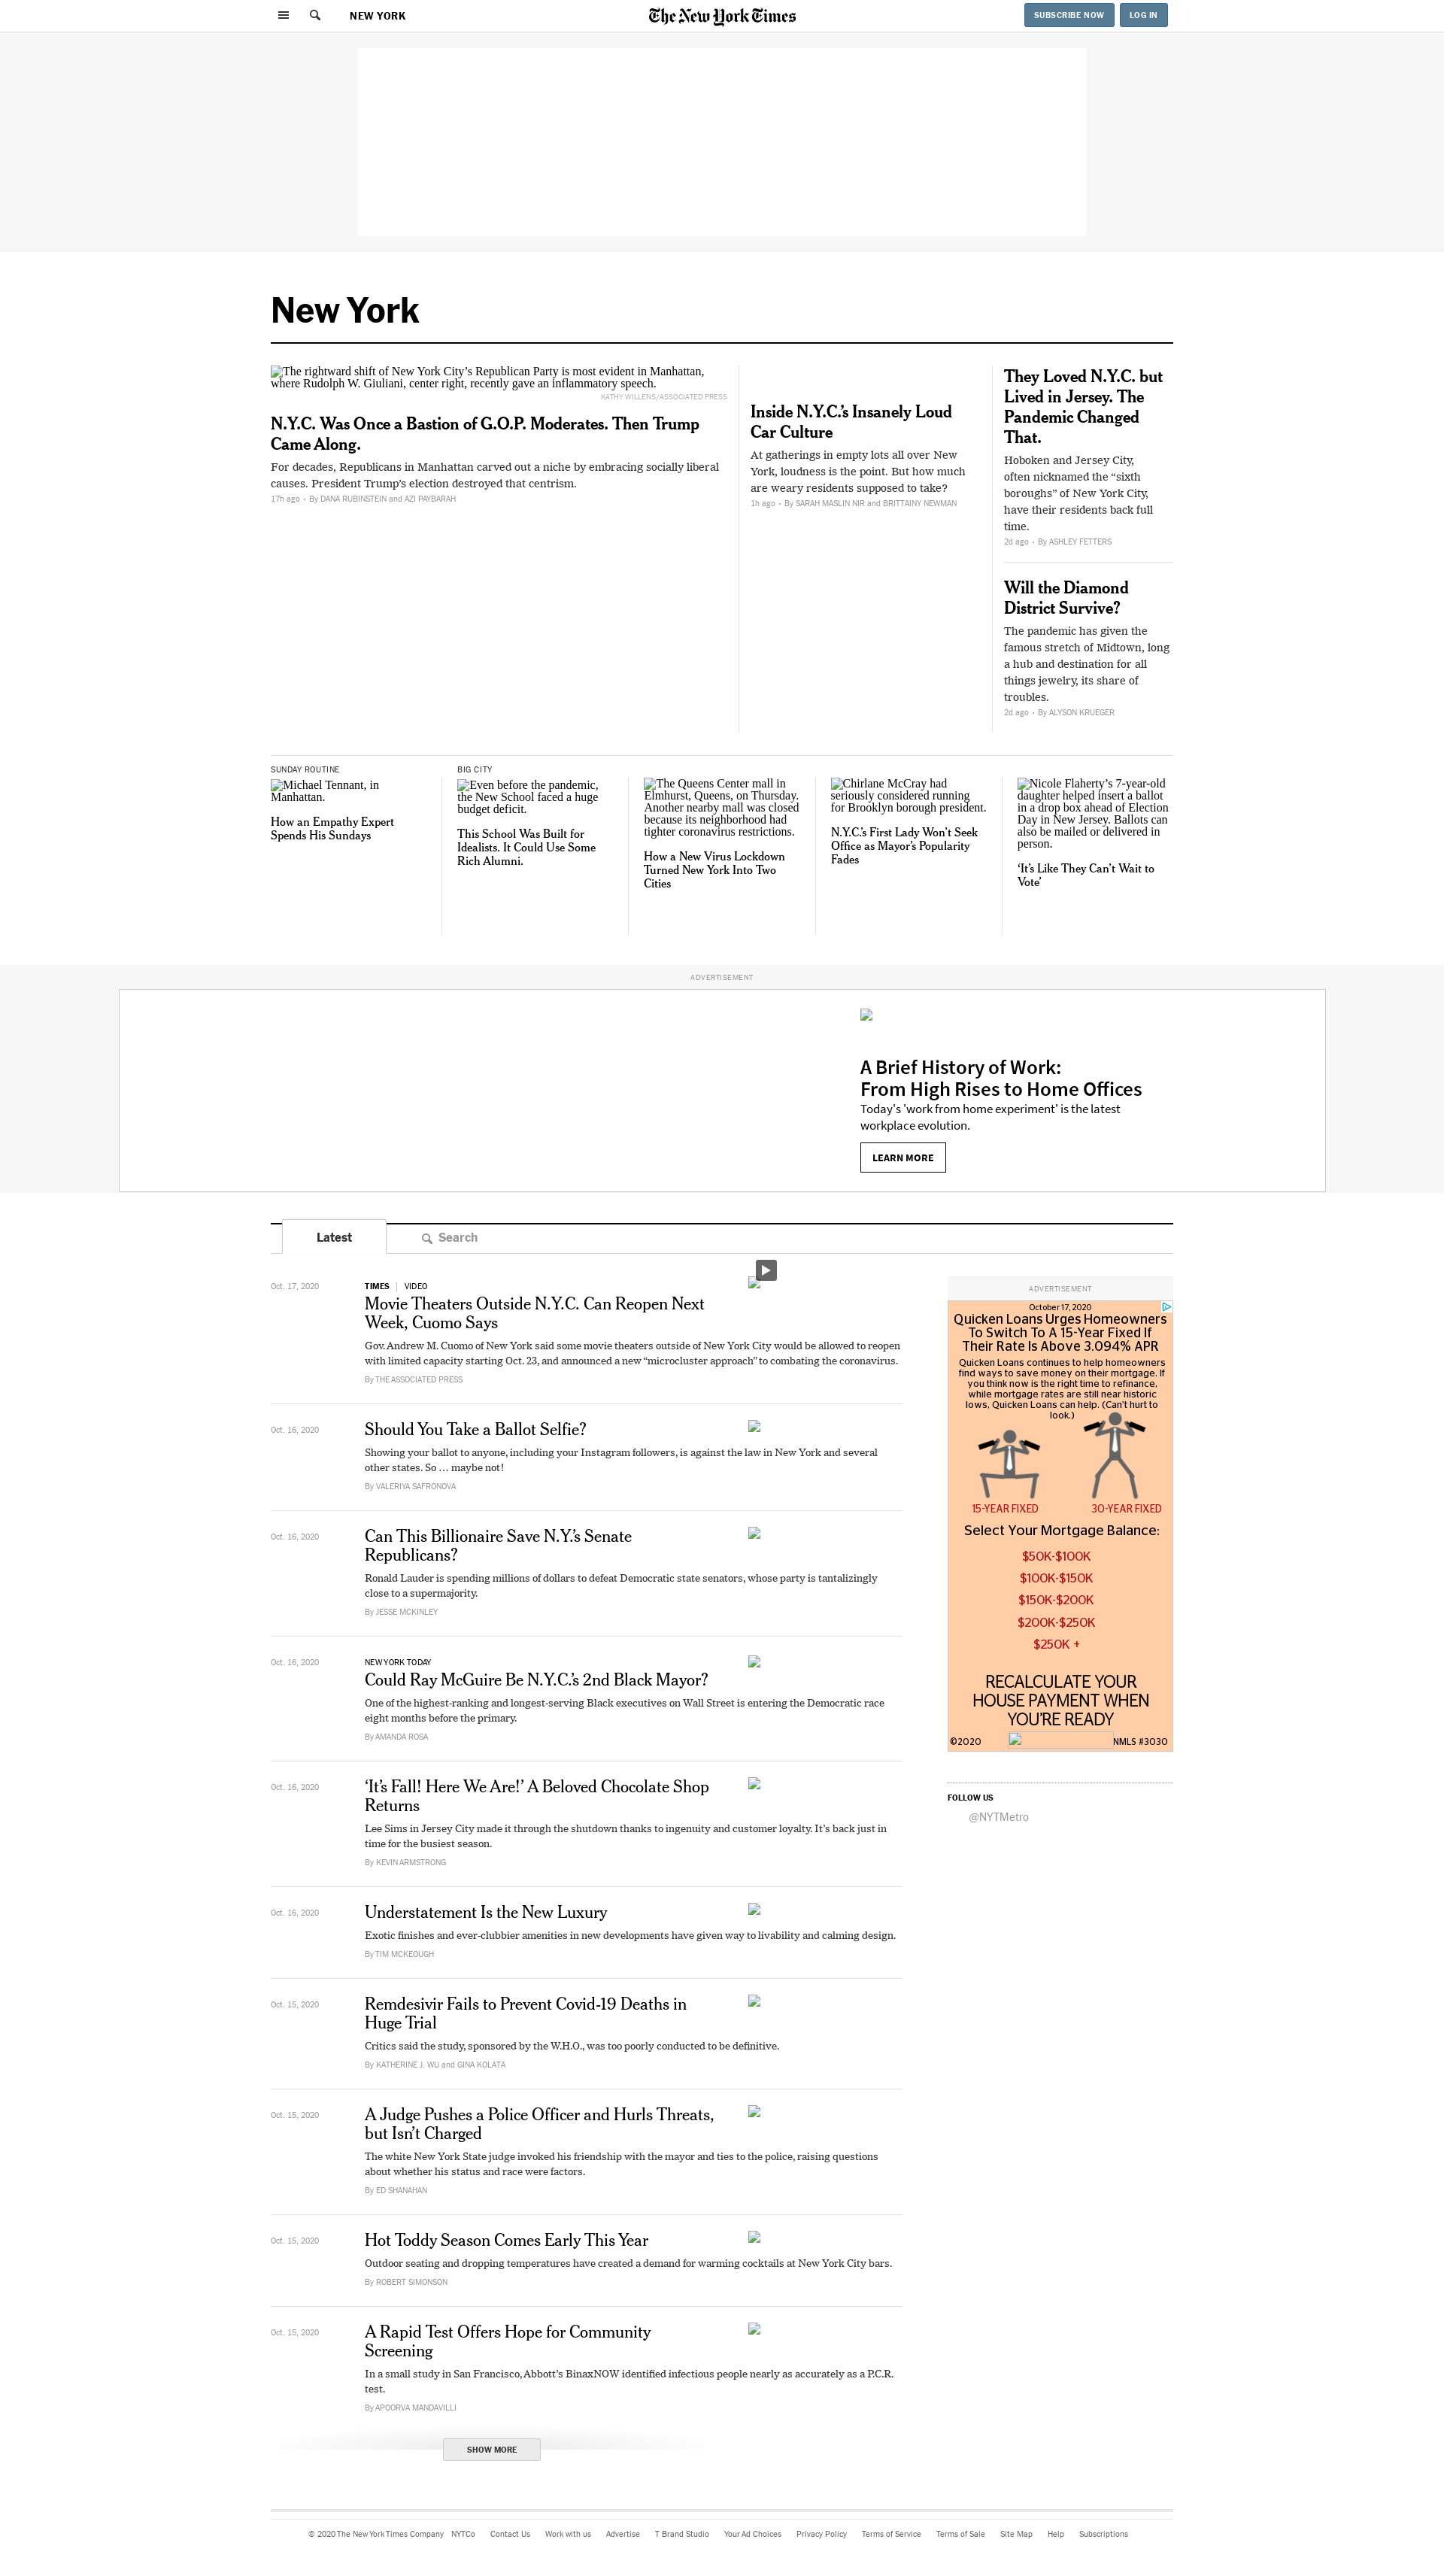 NEW YORK
The New York Times
SUBSCRIBE NOW
LOG IN
New York
The rightward shift of New York City’s Republican Party is most evident in Manhattan,
where Rudolph W. Giuliani, center right, recently gave an inflammatory speech.
KATHY WILLENS/ASSOCIATED PRESS
N.Y.C. Was Once a Bastion of G.O.P. Moderates. Then Trump
Came Along.
For decades, Republicans in Manhattan carved out a niche by embracing socially liberal
causes. President Trump’s election destroyed that centrism.
17h ago • By DANA RUBINSTEIN and AZI PAYBARAH
Inside N.Y.C.’s Insanely Loud
Car Culture
At gatherings in empty lots all over New
York, loudness is the point. But how much
are weary residents supposed to take?
1h ago • By SARAH MASLIN NIR and BRITTAINY NEWMAN
They Loved N.Y.C. but
Lived in Jersey. The
Pandemic Changed
That.
Hoboken and Jersey City,
often nicknamed the “sixth
boroughs” of New York City,
have their residents back full
time.
2d ago • By ASHLEY FETTERS
Will the Diamond
District Survive?
The pandemic has given the
famous stretch of Midtown, long
a hub and destination for all
things jewelry, its share of
troubles.
2d ago • By ALYSON KRUEGER
SUNDAY ROUTINE
Michael Tennant, in
Manhattan.
How an Empathy Expert
Spends His Sundays
BIG CITY
Even before the pandemic,
the New School faced a huge
budget deficit.
This School Was Built for
Idealists. It Could Use Some
Rich Alumni.
The Queens Center mall in
Elmhurst, Queens, on Thursday.
Another nearby mall was closed
because its neighborhood had
tighter coronavirus restrictions.
How a New Virus Lockdown
Turned New York Into Two
Cities
Chirlane McCray had
seriously considered running
for Brooklyn borough president.
N.Y.C.’s First Lady Won’t Seek
Office as Mayor’s Popularity
Fades
Nicole Flaherty’s 7-year-old
daughter helped insert a ballot
in a drop box ahead of Election
Day in New Jersey. Ballots can
also be mailed or delivered in
person.
‘It’s Like They Can’t Wait to
Vote’
ADVERTISEMENT
A Brief History of Work:
From High Rises to Home Offices
Today's 'work from home experiment' is the latest
workplace evolution.
LEARN MORE
Latest
Search
Oct. 17, 2020
TIMES | VIDEO
Movie Theaters Outside N.Y.C. Can Reopen Next
Week, Cuomo Says
Gov. Andrew M. Cuomo of New York said some movie theaters outside of New York City would be allowed to reopen
with limited capacity starting Oct. 23, and announced a new “microcluster approach” to combating the coronavirus.
By THE ASSOCIATED PRESS
Oct. 16, 2020
Should You Take a Ballot Selfie?
Showing your ballot to anyone, including your Instagram followers, is against the law in New York and several
other states. So … maybe not!
By VALERIYA SAFRONOVA
Oct. 16, 2020
Can This Billionaire Save N.Y.’s Senate
Republicans?
Ronald Lauder is spending millions of dollars to defeat Democratic state senators, whose party is tantalizingly
close to a supermajority.
By JESSE MCKINLEY
Oct. 16, 2020
NEW YORK TODAY
Could Ray McGuire Be N.Y.C.’s 2nd Black Mayor?
One of the highest-ranking and longest-serving Black executives on Wall Street is entering the Democratic race
eight months before the primary.
By AMANDA ROSA
Oct. 16, 2020
‘It’s Fall! Here We Are!’ A Beloved Chocolate Shop
Returns
Lee Sims in Jersey City made it through the shutdown thanks to ingenuity and customer loyalty. It’s back just in
time for the busiest season.
By KEVIN ARMSTRONG
Oct. 16, 2020
Understatement Is the New Luxury
Exotic finishes and ever-clubbier amenities in new developments have given way to livability and calming design.
By TIM MCKEOUGH
Oct. 15, 2020
Remdesivir Fails to Prevent Covid-19 Deaths in
Huge Trial
Critics said the study, sponsored by the W.H.O., was too poorly conducted to be definitive.
By KATHERINE J. WU and GINA KOLATA
Oct. 15, 2020
A Judge Pushes a Police Officer and Hurls Threats,
but Isn’t Charged
The white New York State judge invoked his friendship with the mayor and ties to the police, raising questions
about whether his status and race were factors.
By ED SHANAHAN
Oct. 15, 2020
Hot Toddy Season Comes Early This Year
Outdoor seating and dropping temperatures have created a demand for warming cocktails at New York City bars.
By ROBERT SIMONSON
Oct. 15, 2020
A Rapid Test Offers Hope for Community
Screening
In a small study in San Francisco, Abbott’s BinaxNOW identified infectious people nearly as accurately as a P.C.R.
test.
By APOORVA MANDAVILLI
SHOW MORE
ADVERTISEMENT
October 17, 2020
Quicken Loans Urges Homeowners
To Switch To A 15-Year Fixed If
Their Rate Is Above 3.094% APR
Quicken Loans continues to help homeowners
find ways to save money on their mortgage. If
you think now is the right time to refinance,
while mortgage rates are still near historic
lows, Quicken Loans can help. (Can't hurt to
look.)
15-YEAR FIXED
30-YEAR FIXED
Select Your Mortgage Balance:
$50K-$100K
$100K-$150K
$150K-$200K
$200K-$250K
$250K +
RECALCULATE YOUR
HOUSE PAYMENT WHEN
YOU'RE READY
©2020
NMLS #3030
FOLLOW US
@NYTMetro
© 2020 The New York Times Company NYTCo Contact Us Work with us Advertise T Brand Studio Your Ad Choices Privacy Policy Terms of Service Terms of Sale Site Map Help Subscriptions